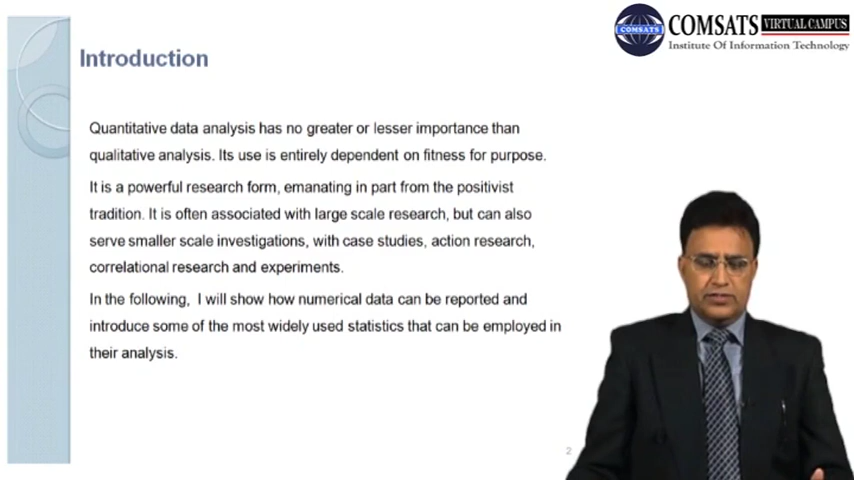 COMSATS VIRTUAL CAMPUS
COMSATS
Institute Of Information Technology
Introduction
Quantitative data analysis has no greater or lesser importance than
qualitative analysis. Its use is entirely dependent on fitness for purpose.
It is a powerful research form, emanating in part from the positivist
tradition. It is often associated with large scale research, but can also
serve smaller scale investigations, with case studies, action research,
correlational research and experiments.
In the following, I will show how numerical data can be reported and
introduce some of the most widely used statistics that can be employed in
their analysis.
2